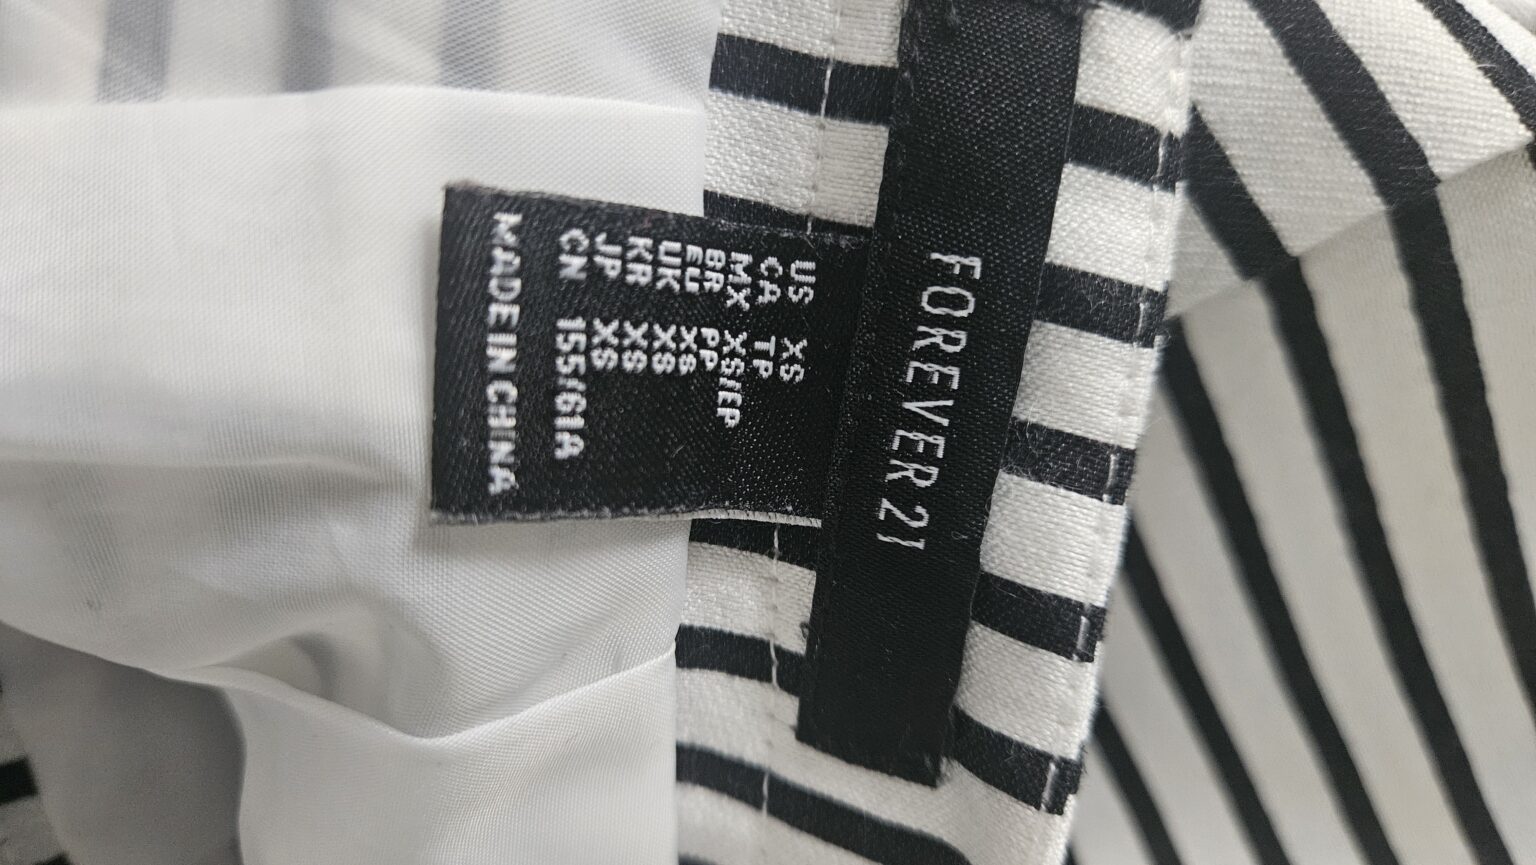 FOREVER 21
US XS
CA TP
MX XS/EP
BR PP
EU XS
UK XS
KR XS
JP XS
CN 155/61A
MADE IN CHINA